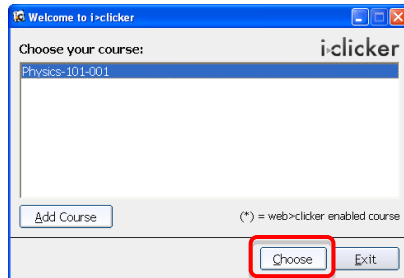 Welcome to i>clicker
Choose your course:
i>clicker
Physics-101-001
Add Course
(*) = web>clicker enabled course
Choose
Exit